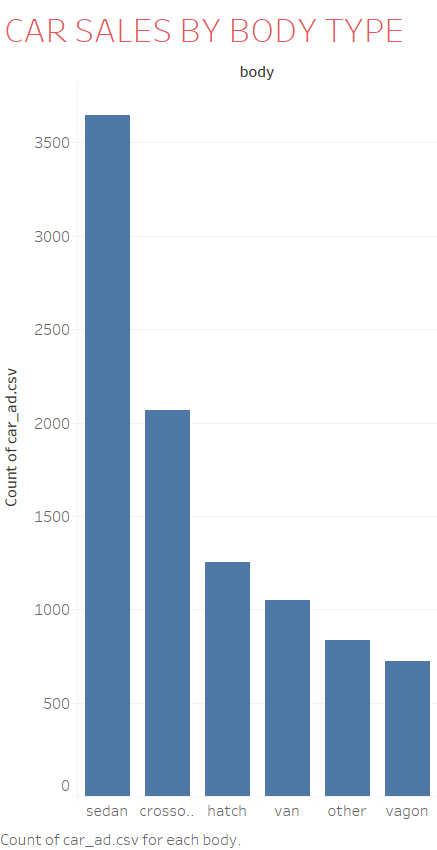 CAR SALES BY BODY TYPE
body
Count of car_ad.csv
3500
3000
2500
2000
1500
1000
500
0
sedan crosso.. hatch van other vagon
Count of car_ad.csv for each body.